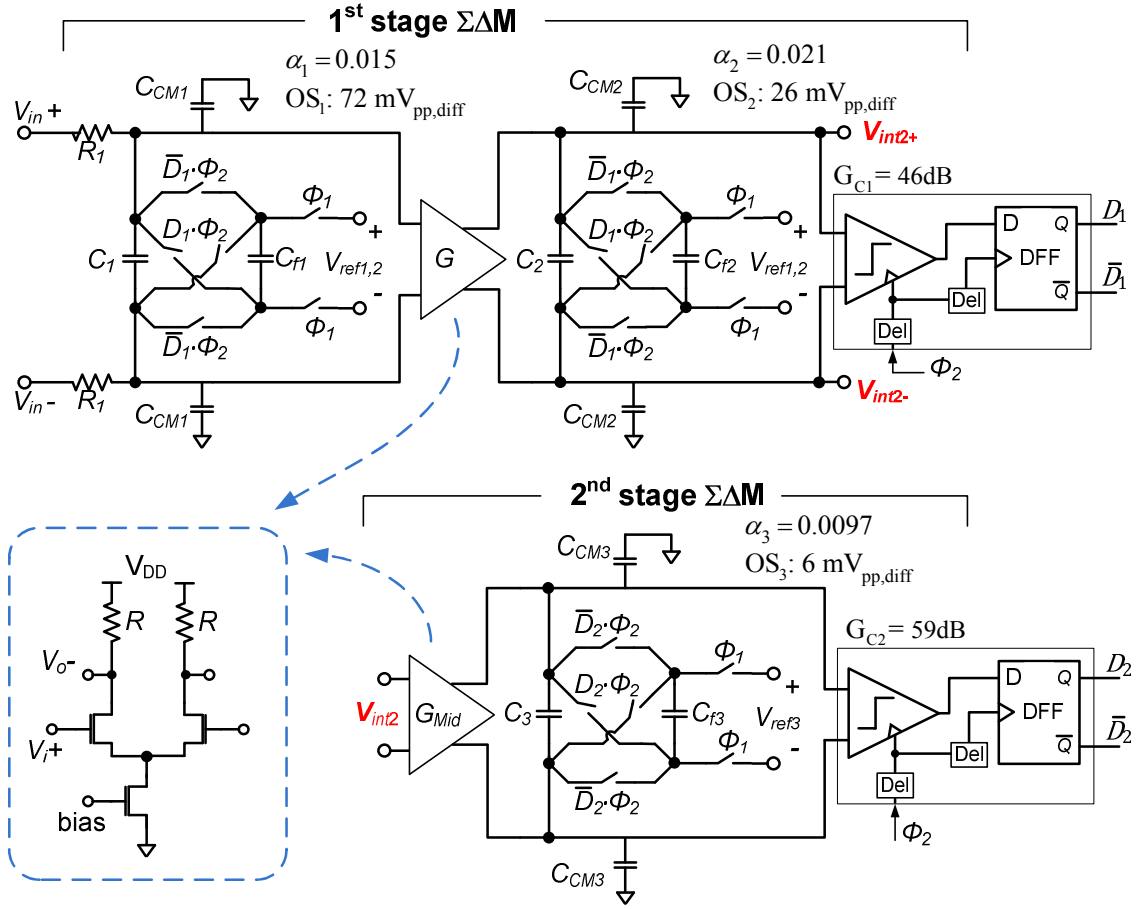 1st stage ΣΔM
α1 = 0.015
OS1: 72 mVpp,diff
α2 = 0.021
OS2: 26 mVpp,diff
CCM1
CCM2
Vin+
R1
Vint2+
D̅1·Φ2
Φ1
D̅1·Φ2
Φ1
GC1 = 46dB
D1·Φ2
+
D1·Φ2
+
D Q D1
C1
Cf1
Vref1,2
G
C2
Cf2
Vref1,2
DFF
-
-
Del
Q̅ D̅1
D̅1·Φ2
Φ1
D̅1·Φ2
Φ1
Del
Φ2
Vin-
R1
CCM1
CCM2
Vint2-
2nd stage ΣΔM
α3 = 0.0097
OS3: 6 mVpp,diff
CCM3
VDD
R
R
D̅2·Φ2
Φ1
GC2 = 59dB
Vo-
D2·Φ2
+
D Q D2
Vint2
GMid
C3
Cf3
Vref3
DFF
Vi+
Φ1
-
Del
Q̅ D̅2
D̅2·Φ2
Del
bias
Φ2
CCM3